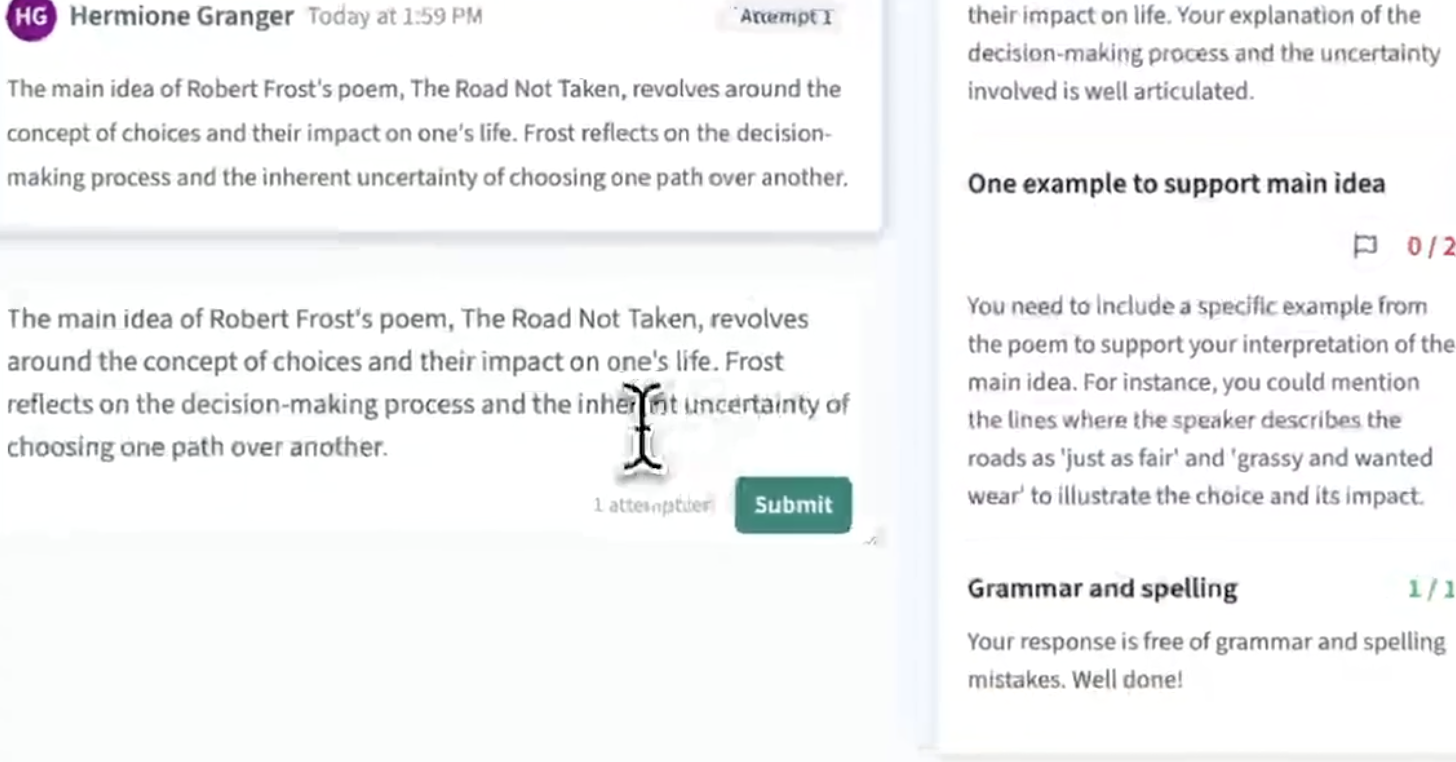 HG Hermione Granger Today at 1:59 PM Attempt 1
The main idea of Robert Frost's poem, The Road Not Taken, revolves around the
concept of choices and their impact on one's life. Frost reflects on the decision-
making process and the inherent uncertainty of choosing one path over another.
The main idea of Robert Frost's poem, The Road Not Taken, revolves
around the concept of choices and their impact on one's life. Frost
reflects on the decision-making process and the inherent uncertainty of
choosing one path over another.
1
Submit
their impact on life. Your explanation of the
decision-making process and the uncertainty
involved is well articulated.
One example to support main idea
0 / 2
You need to include a specific example from
the poem to support your interpretation of the
main idea. For instance, you could mention
the lines where the speaker describes the
roads as 'just as fair' and 'grassy and wanted
wear' to illustrate the choice and its impact.
Grammar and spelling 1 / 1
Your response is free of grammar and spelling
mistakes. Well done!